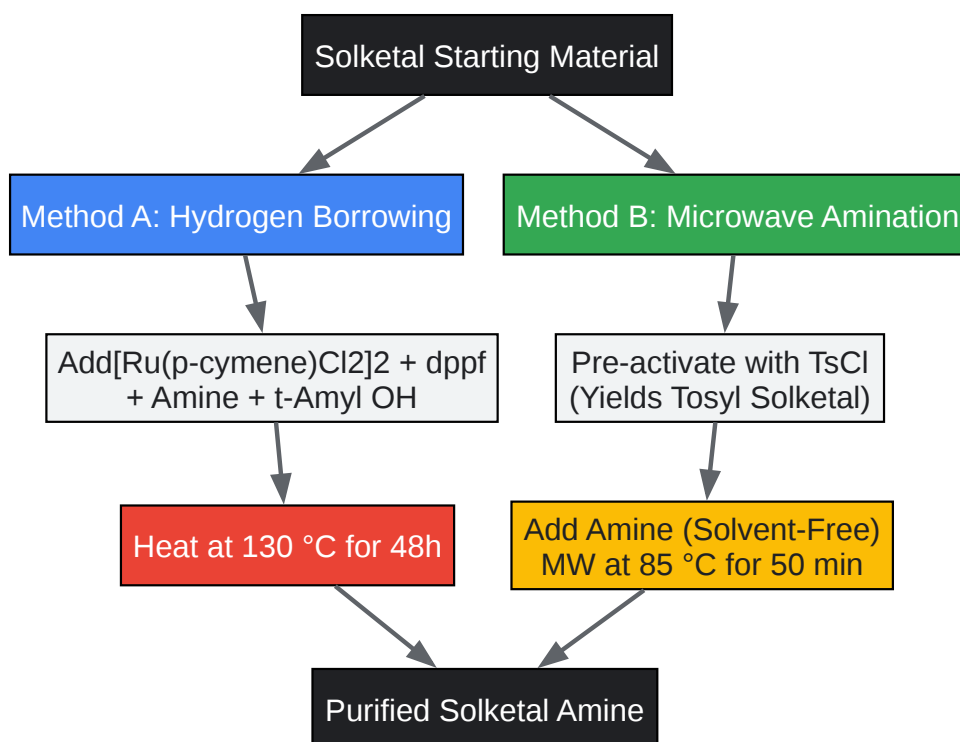 Solketal Starting Material
Method A: Hydrogen Borrowing
Method B: Microwave Amination
Add[Ru(p-cymene)Cl2]2 + dppf
+ Amine + t-Amyl OH
Pre-activate with TsCl
(Yields Tosyl Solketal)
Heat at 130 °C for 48h
Add Amine (Solvent-Free)
MW at 85 °C for 50 min
Purified Solketal Amine